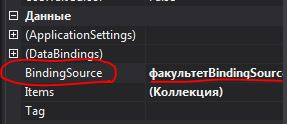 Данные
(ApplicationSettings)
(DataBindings)
BindingSource факультетBindingSourc
Items (Коллекция)
Tag